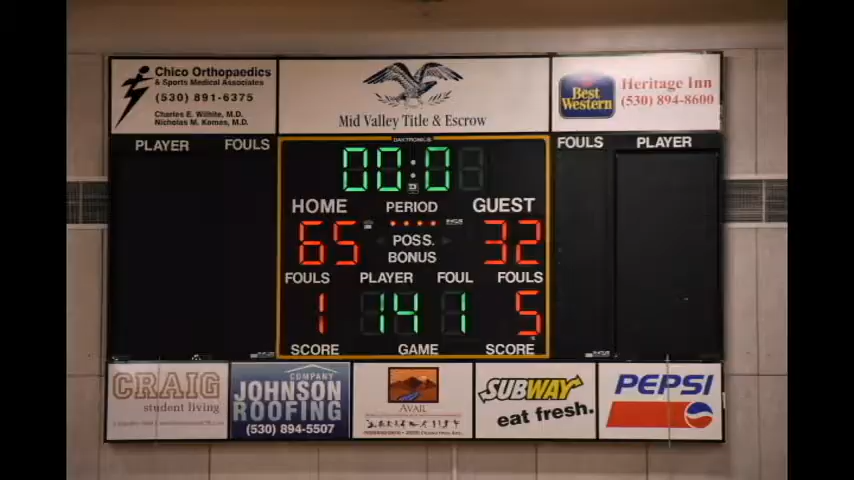 Chico Orthopaedics
& Sports Medical Associates
(530) 891-6375
Charles E. Wilhite, M.D.
Nicholas M. Komas, M.D.
Mid Valley Title & Escrow
Best Western
Heritage Inn
(530) 894-8600
PLAYER FOULS
DAKTRONICS
FOULS PLAYER
00:0
HOME PERIOD GUEST
65 32
POSS.
BONUS
FOULS PLAYER FOUL FOULS
1 14 1 5
SCORE GAME SCORE
CRAIG
student living
COMPANY
JOHNSON
ROOFING
(530) 894-5507
AVAIL
SUBWAY
eat fresh.
PEPSI